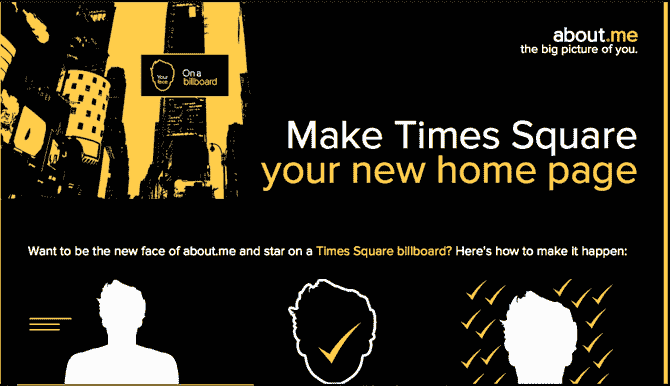 about.me
the big picture of you.
Your
face
On a
billboard
Make Times Square
your new home page
Want to be the new face of about.me and star on a Times Square billboard? Here's how to make it happen: